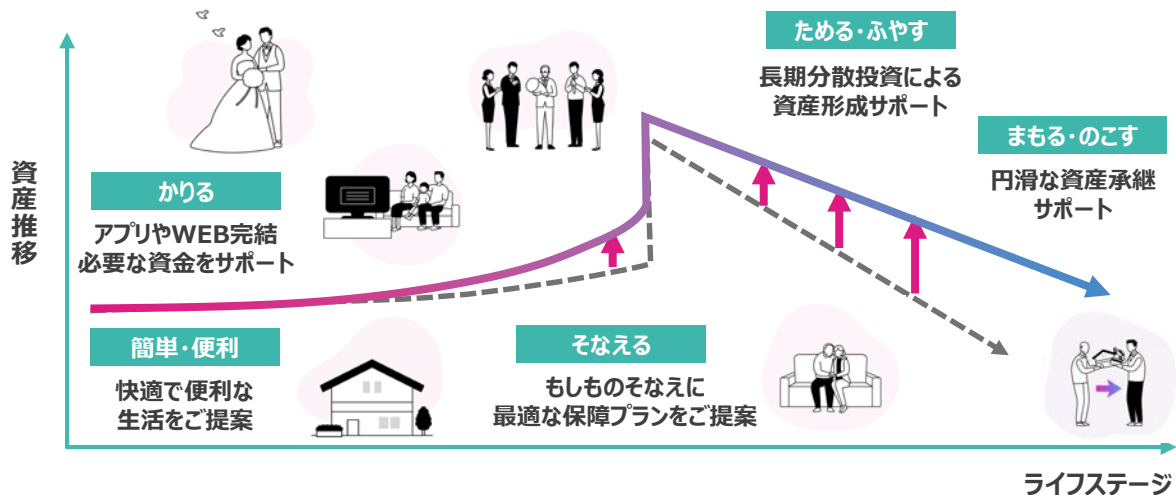 ためる・ふやす
長期分散投資による
資産形成サポート
まもる・のこす
円滑な資産承継
サポート
資産推移
かりる
アプリやWEB完結
必要な資金をサポート
簡単・便利
快適で便利な
生活をご提案
そなえる
もしものそなえに
最適な保障プランをご提案
ライフステージ